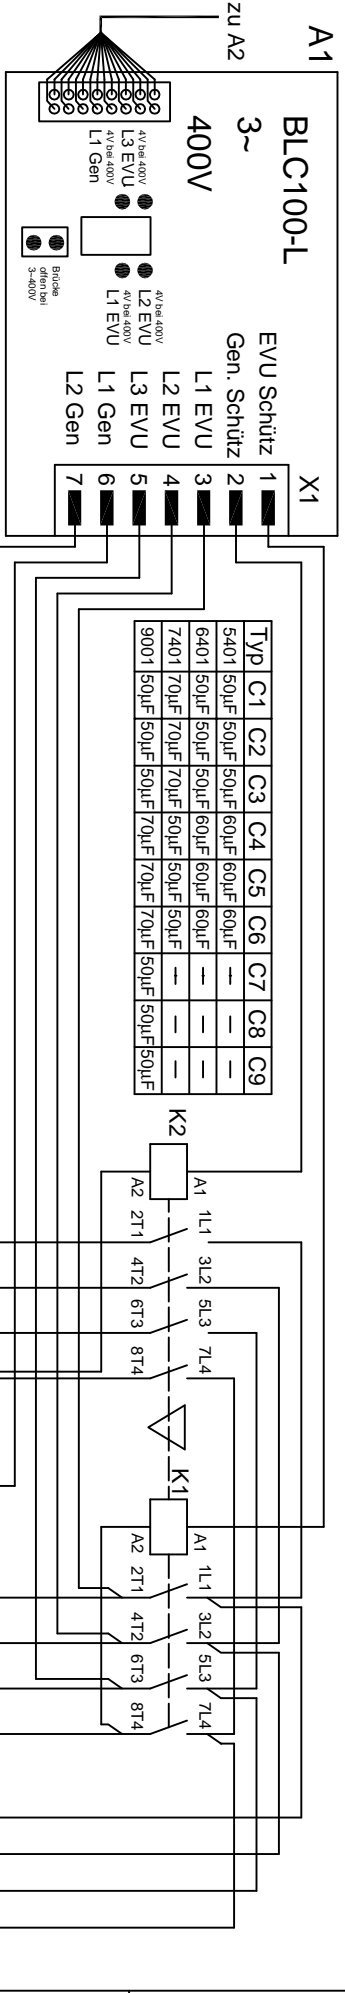 zu A2
A1
BLC100-L
3~
400V
4V bei 400V
L3 EVU
4V bei 400V
L1 Gen
4V bei 400V
L2 EVU
4V bei 400V
L1 EVU
Brücke
offen bei
3~400V
X1
EVU Schütz 1
Gen. Schütz 2
L1 EVU 3
L2 EVU 4
L3 EVU 5
L1 Gen 6
L2 Gen 7
Typ C1 C2 C3 C4 C5 C6 C7 C8 C9
5401 50µF 50µF 50µF 60µF 60µF 60µF -- -- --
6401 50µF 50µF 50µF 60µF 60µF 60µF -- -- --
7401 70µF 70µF 70µF 50µF 50µF 50µF -- -- --
9001 50µF 50µF 50µF 70µF 70µF 70µF 50µF 50µF 50µF
K2
A1 1L1 3L2 5L3 7L4
A2 2T1 4T2 6T3 8T4
K1
A1 1L1 3L2 5L3 7L4
A2 2T1 4T2 6T3 8T4